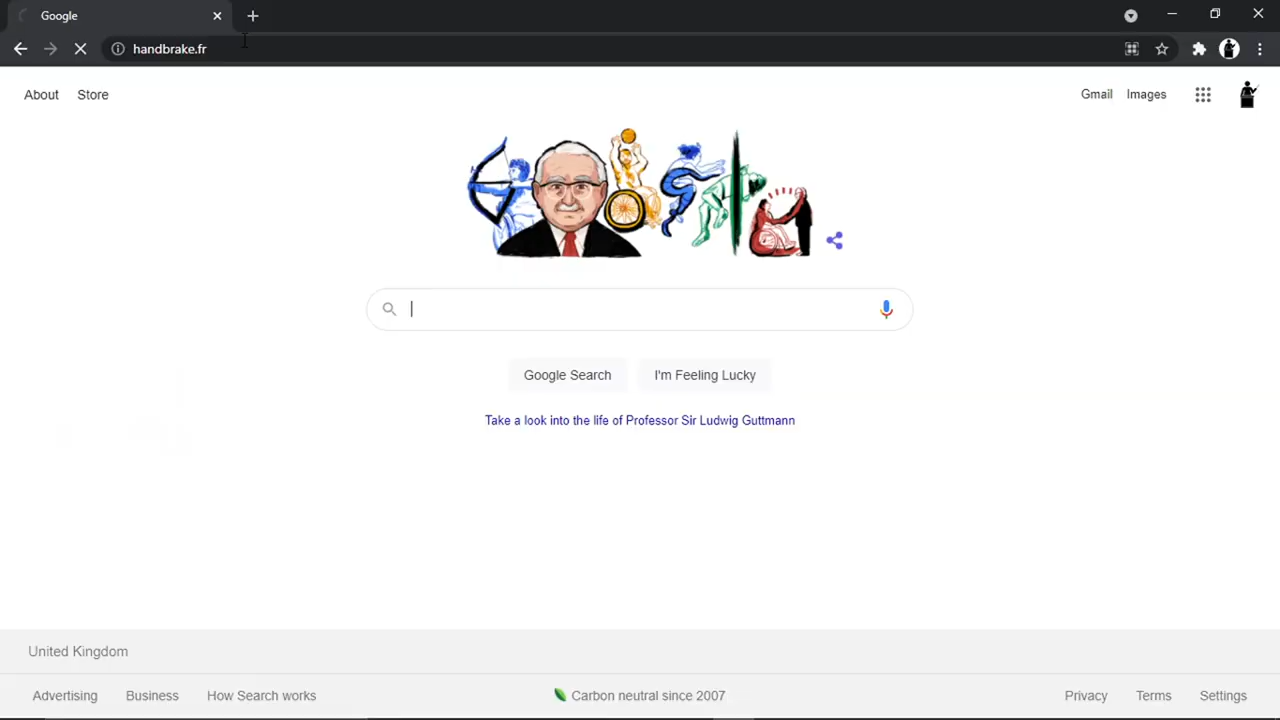 Google
handbrake.fr
About Store
Gmail Images
Google Search I'm Feeling Lucky
Take a look into the life of Professor Sir Ludwig Guttmann
United Kingdom
Advertising Business How Search works
Carbon neutral since 2007
Privacy Terms Settings